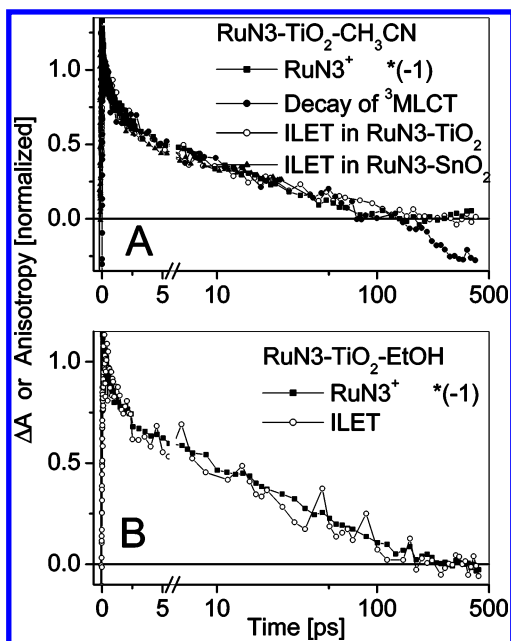 RuN3-TiO₂-CH₃CN
RuN3⁺ *(-1)
Decay of ³MLCT
ILET in RuN3-TiO₂
ILET in RuN3-SnO₂
1.0
0.5
0.0
A
0
5
10
100
500
ΔA or Anisotropy [normalized]
RuN3-TiO₂-EtOH
RuN3⁺ *(-1)
ILET
1.0
0.5
0.0
B
0
5
10
100
500
Time [ps]